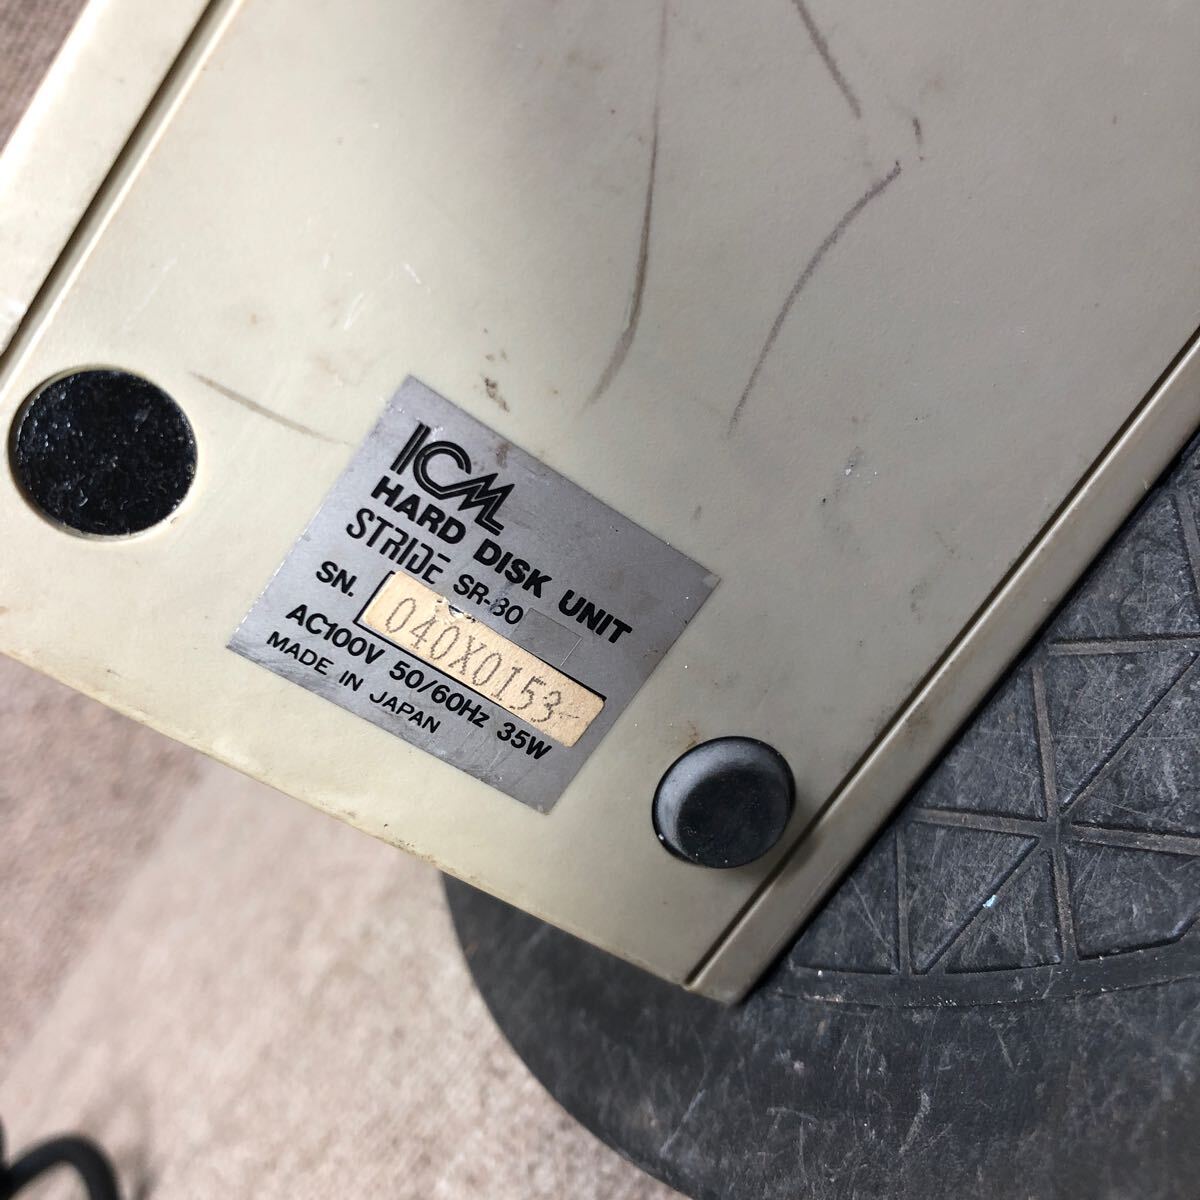 ICM
HARD DISK UNIT
STRIDE SR-80
SN. 040X0153-
AC100V 50/60Hz 35W
MADE IN JAPAN